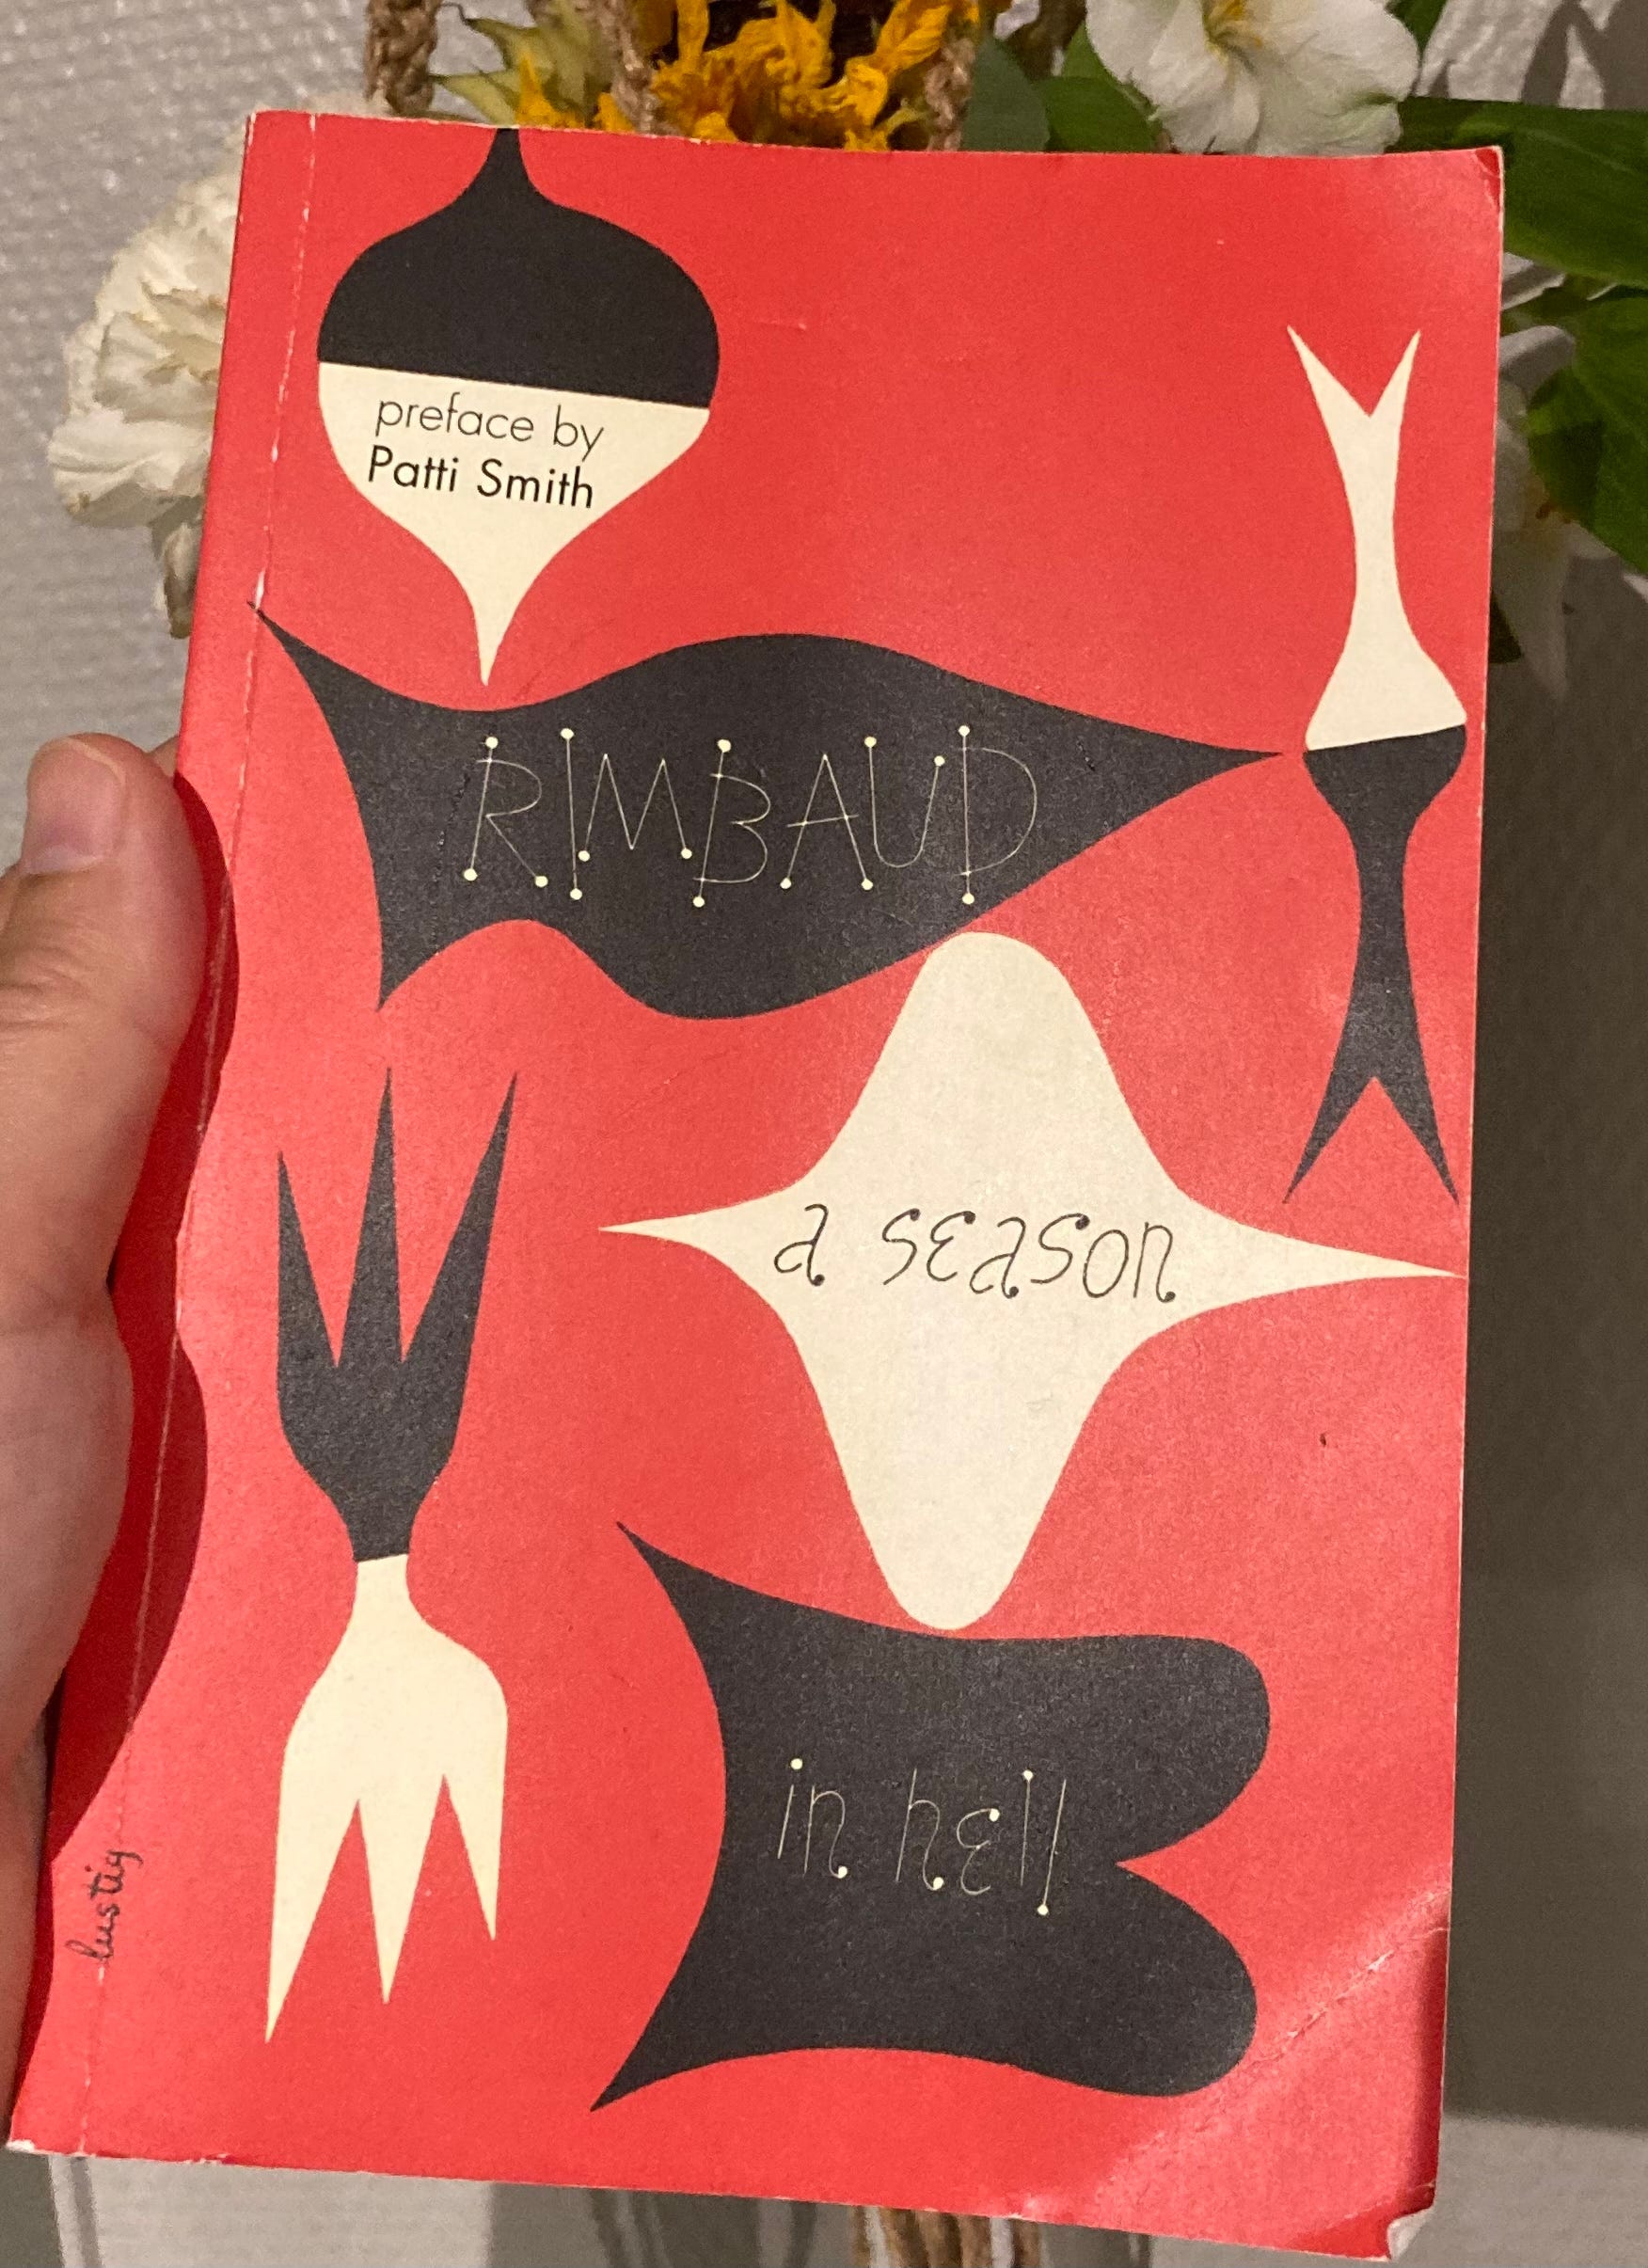 preface by
Patti Smith
RIMBAUD
a season
in hell
lustig